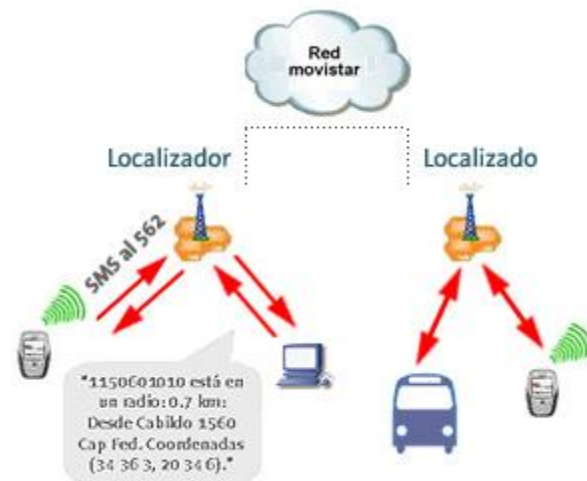 Red
movistar
Localizador
Localizado
SMS al 562
"1150601010 está en
un radio: 0.7 km:
Desde Cabildo 1560
Cap Fed. Coordenadas
(34 36 3, 20 34 6)."